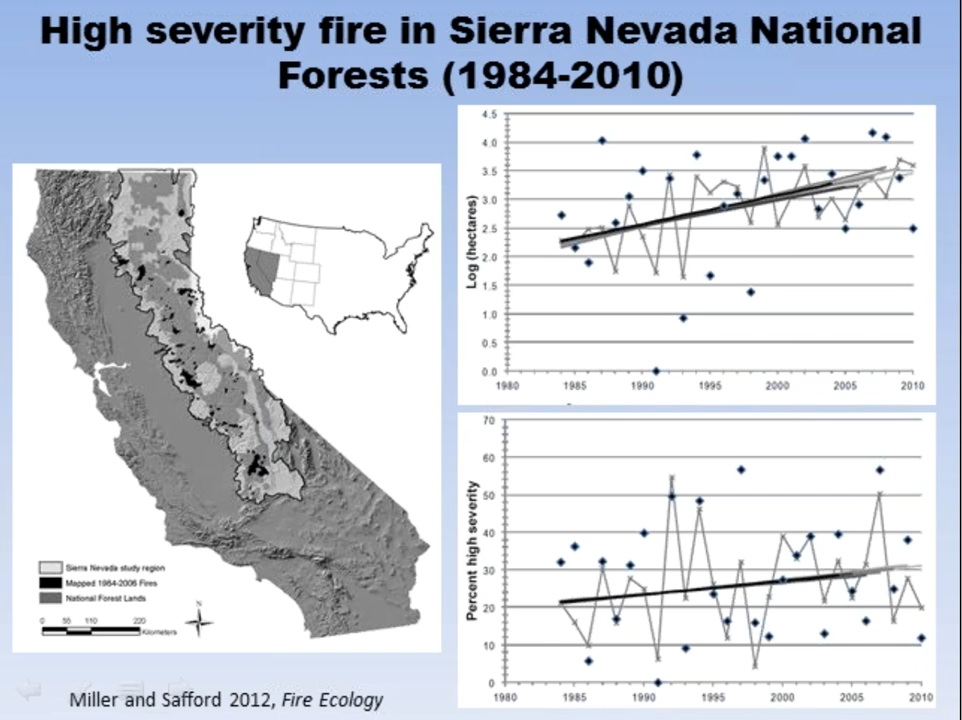 High severity fire in Sierra Nevada National
Forests (1984-2010)
Sierra Nevada study region
Mapped 1984-2006 Fires
National Forest Lands
N
0 55 110 220
Kilometers
Log (hectares)
4.5
4.0
3.5
3.0
2.5
2.0
1.5
1.0
0.5
0.0
1980 1985 1990 1995 2000 2005 2010
Percent high severity
70
60
50
40
30
20
10
0
1980 1985 1990 1995 2000 2005 2010
Miller and Safford 2012, Fire Ecology